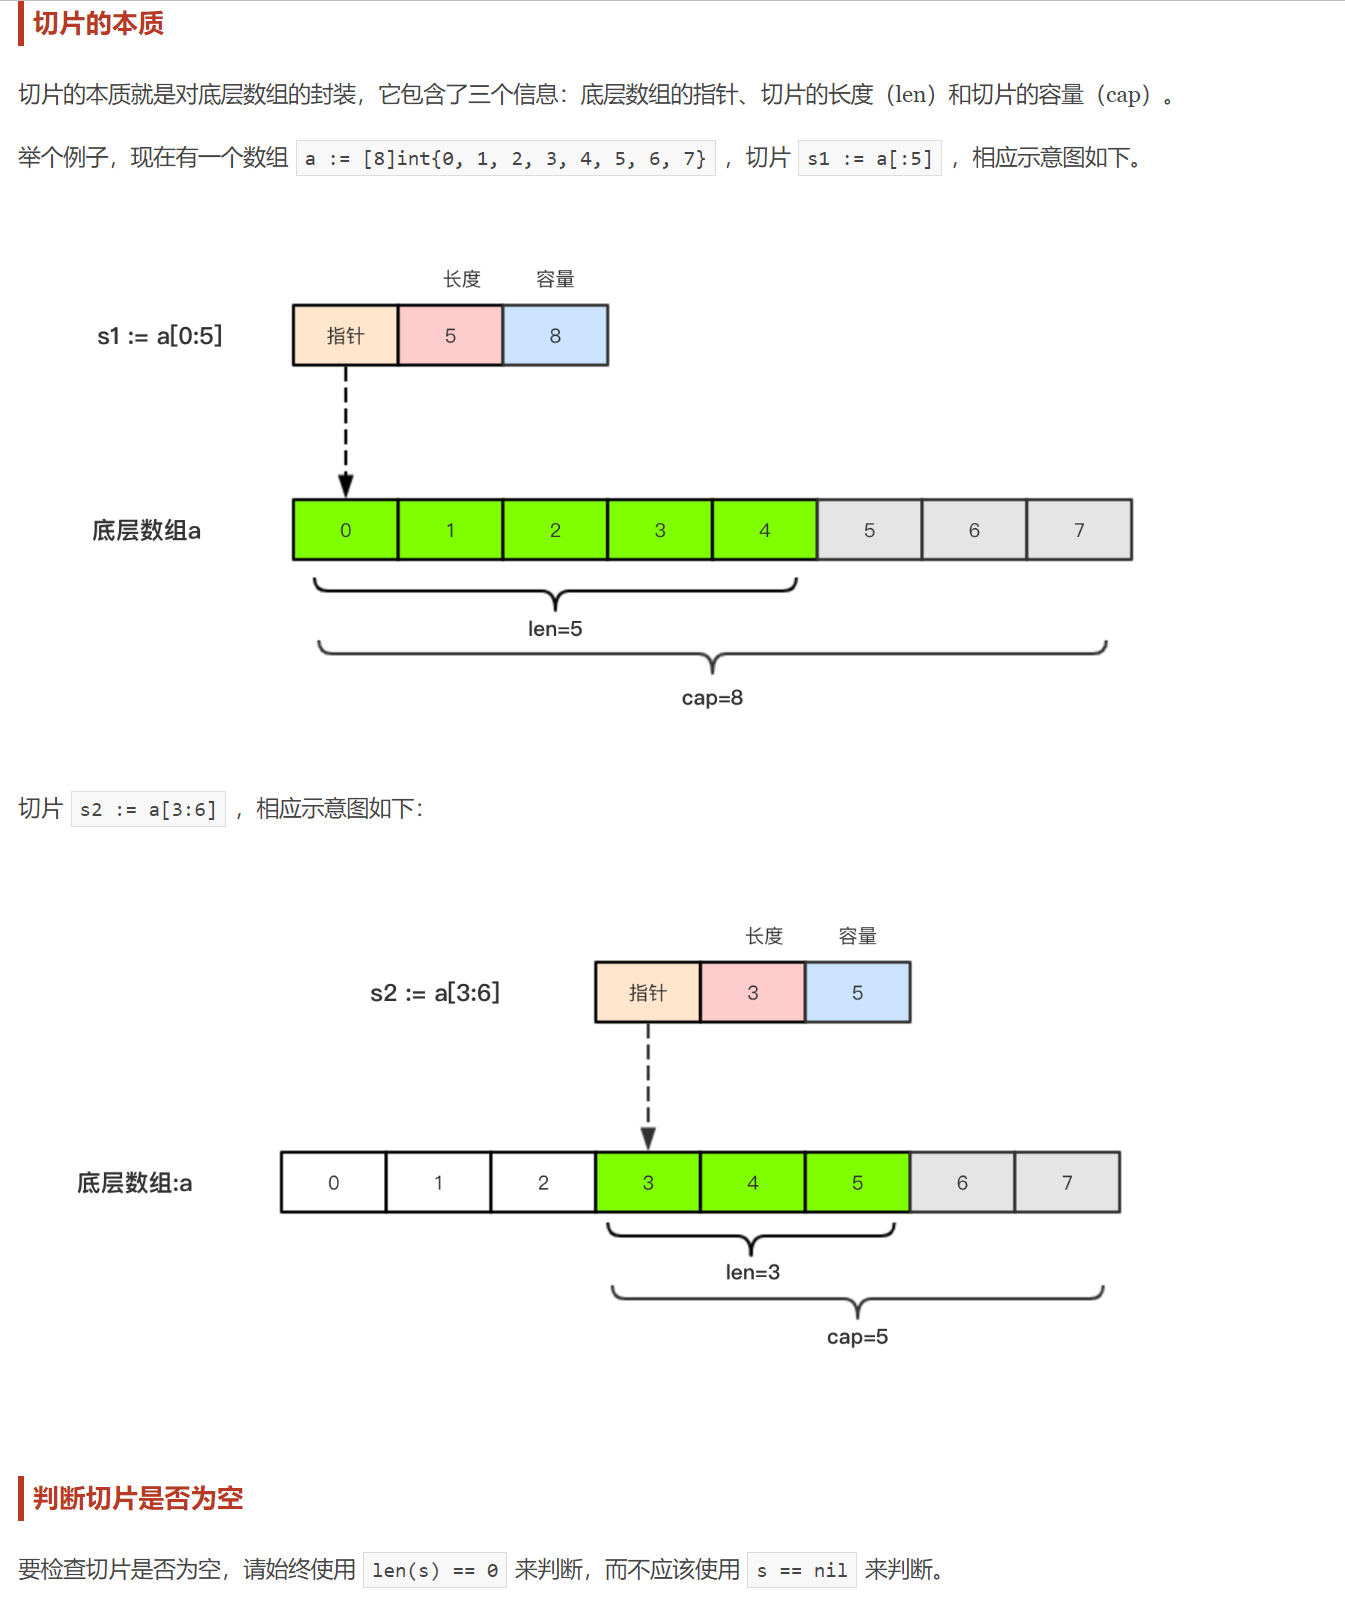 切片的本质
切片的本质就是对底层数组的封装，它包含了三个信息：底层数组的指针、切片的长度（len）和切片的容量（cap）。
举个例子，现在有一个数组 a := [8]int{0, 1, 2, 3, 4, 5, 6, 7} ，切片 s1 := a[:5] ，相应示意图如下。
长度 容量
s1 := a[0:5] 指针 5 8
底层数组a 0 1 2 3 4 5 6 7
len=5
cap=8
切片 s2 := a[3:6] ，相应示意图如下：
长度 容量
s2 := a[3:6] 指针 3 5
底层数组:a 0 1 2 3 4 5 6 7
len=3
cap=5
判断切片是否为空
要检查切片是否为空，请始终使用 len(s) == 0 来判断，而不应该使用 s == nil 来判断。